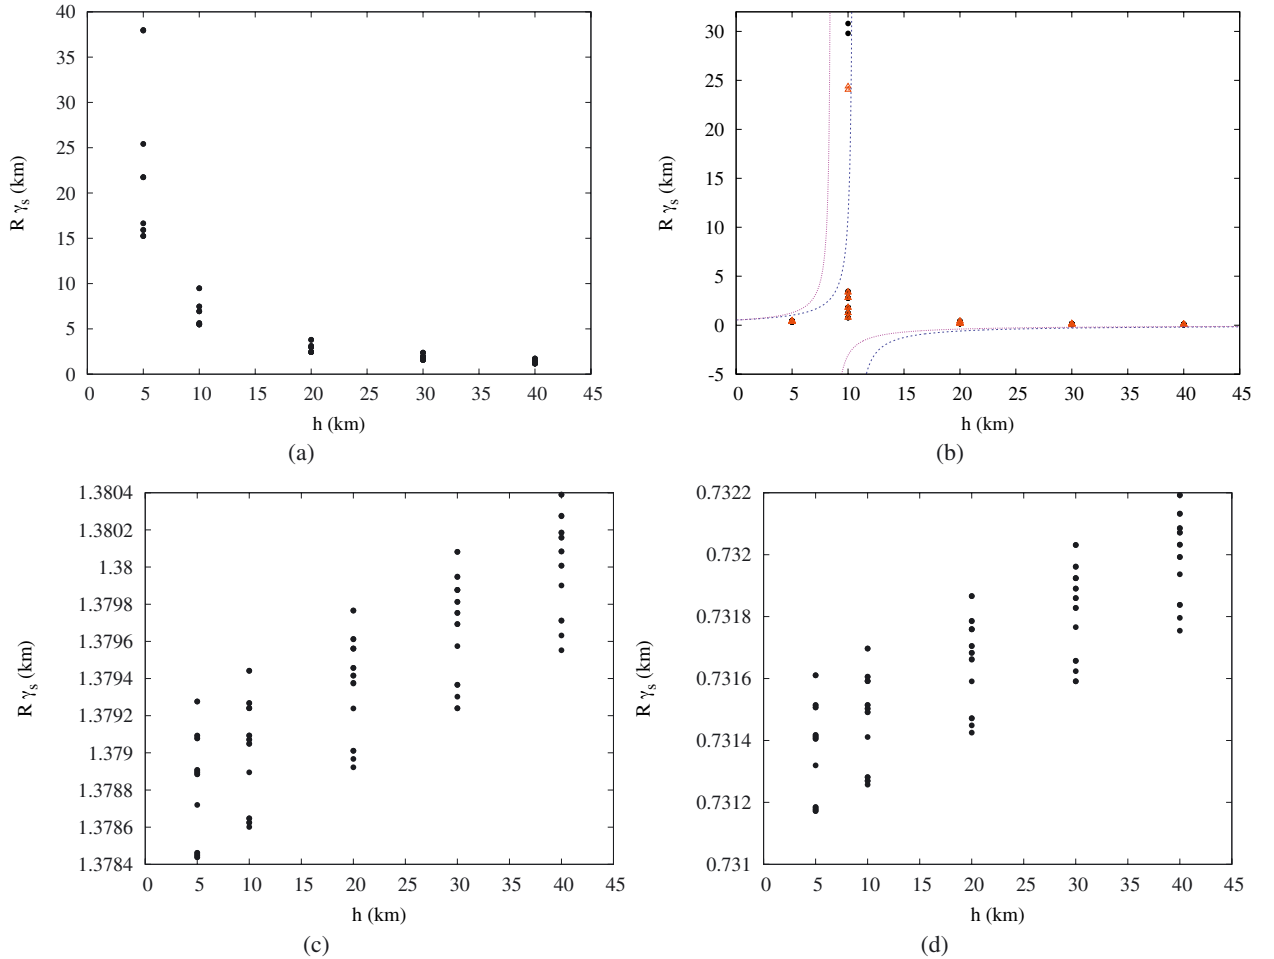 40
35
30
25
20
15
10
5
0
R γs (km)
0 5 10 15 20 25 30 35 40 45
h (km)
(a)
30
25
20
15
10
5
0
-5
R γs (km)
0 5 10 15 20 25 30 35 40 45
h (km)
(b)
1.3804
1.3802
1.38
1.3798
1.3796
1.3794
1.3792
1.379
1.3788
1.3786
1.3784
R γs (km)
0 5 10 15 20 25 30 35 40 45
h (km)
(c)
0.7322
0.732
0.7318
0.7316
0.7314
0.7312
0.731
R γs (km)
0 5 10 15 20 25 30 35 40 45
h (km)
(d)